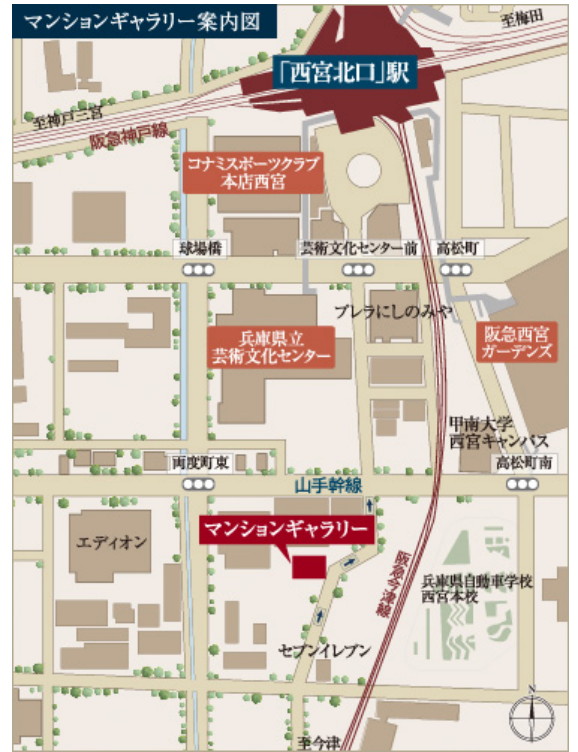 マンションギャラリー案内図
至梅田
「西宮北口」駅
至神戸三宮
阪急神戸線
コナミスポーツクラブ
本店西宮
球場橋
芸術文化センター前
高松町
プレラにしのみや
兵庫県立
芸術文化センター
阪急西宮
ガーデンズ
甲南大学
西宮キャンパス
両度町東
高松町南
山手幹線
マンションギャラリー
エディオン
阪急今津線
兵庫県自動車学校
西宮本校
セブンイレブン
至今津
N